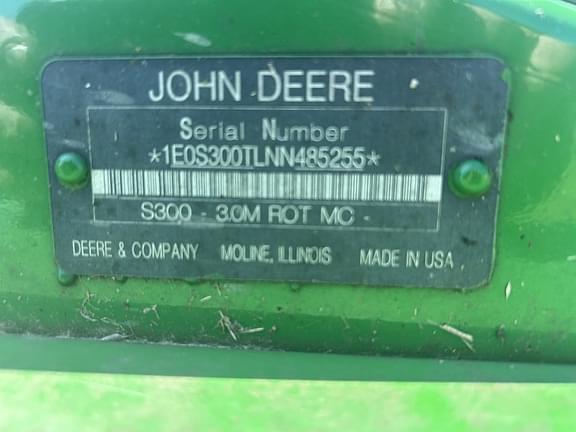 JOHN DEERE
Serial Number
*1E0S300TLNN485255*
S300 - 3.0M ROT MC -
DEERE & COMPANY MOLINE, ILLINOIS MADE IN USA